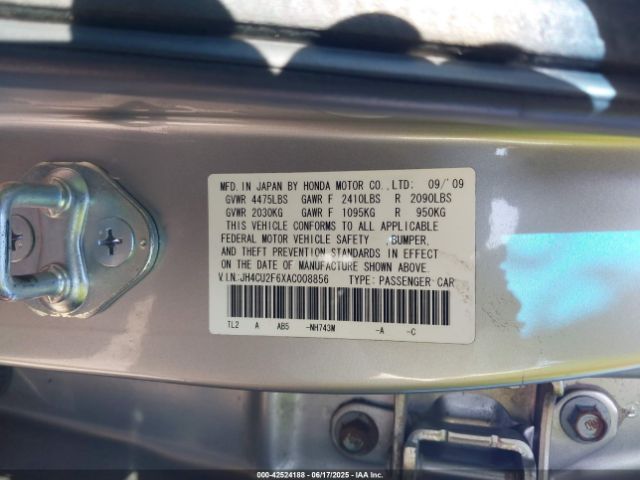 MFD. IN JAPAN BY HONDA MOTOR CO., LTD: 09/'09
GVWR 4475LBS GAWR F 2410LBS R 2090LBS
GVWR 2030KG GAWR F 1095KG R 950KG
THIS VEHICLE CONFORMS TO ALL APPLICABLE
FEDERAL MOTOR VEHICLE SAFETY BUMPER,
AND THEFT PREVENTION STANDARDS IN EFFECT
ON THE DATE OF MANUFACTURE SHOWN ABOVE.
V.I.N:JH4CU2F6XAC008856 TYPE: PASSENGER CAR
TL2 A AB5 -NH743M -A -C
000-42524188 - 06/17/2025 - IAA Inc.